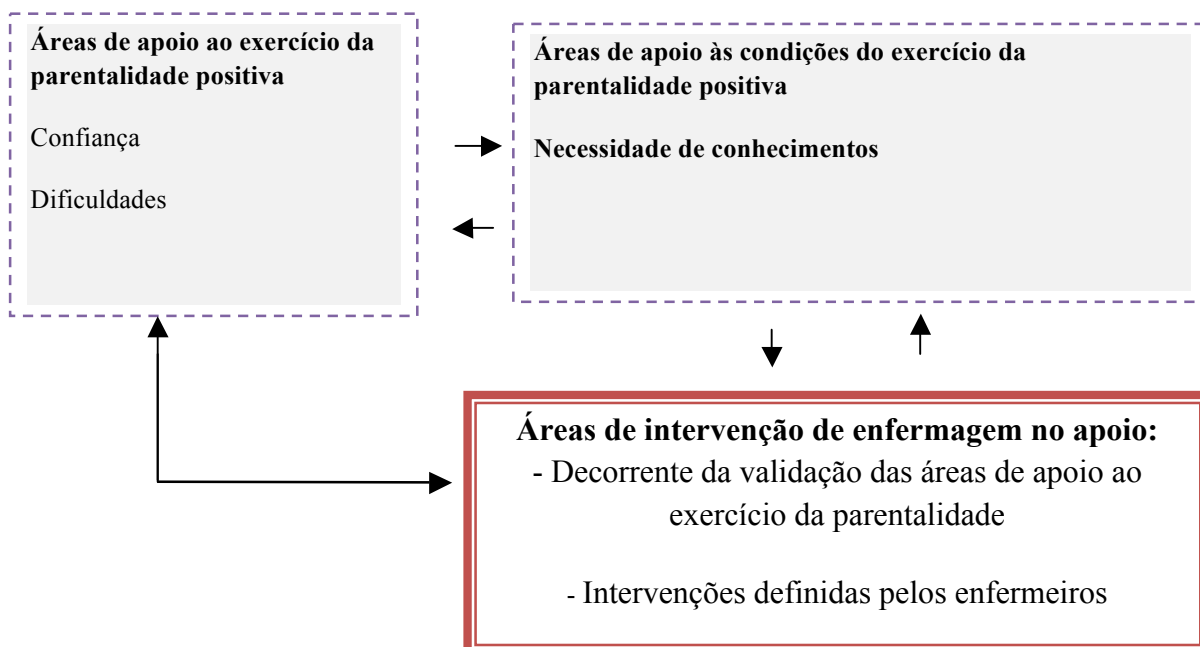 Áreas de apoio ao exercício da
parentalidade positiva
Confiança
Dificuldades
Áreas de apoio às condições do exercício da
parentalidade positiva
Necessidade de conhecimentos
Áreas de intervenção de enfermagem no apoio:
- Decorrente da validação das áreas de apoio ao
exercício da parentalidade
- Intervenções definidas pelos enfermeiros